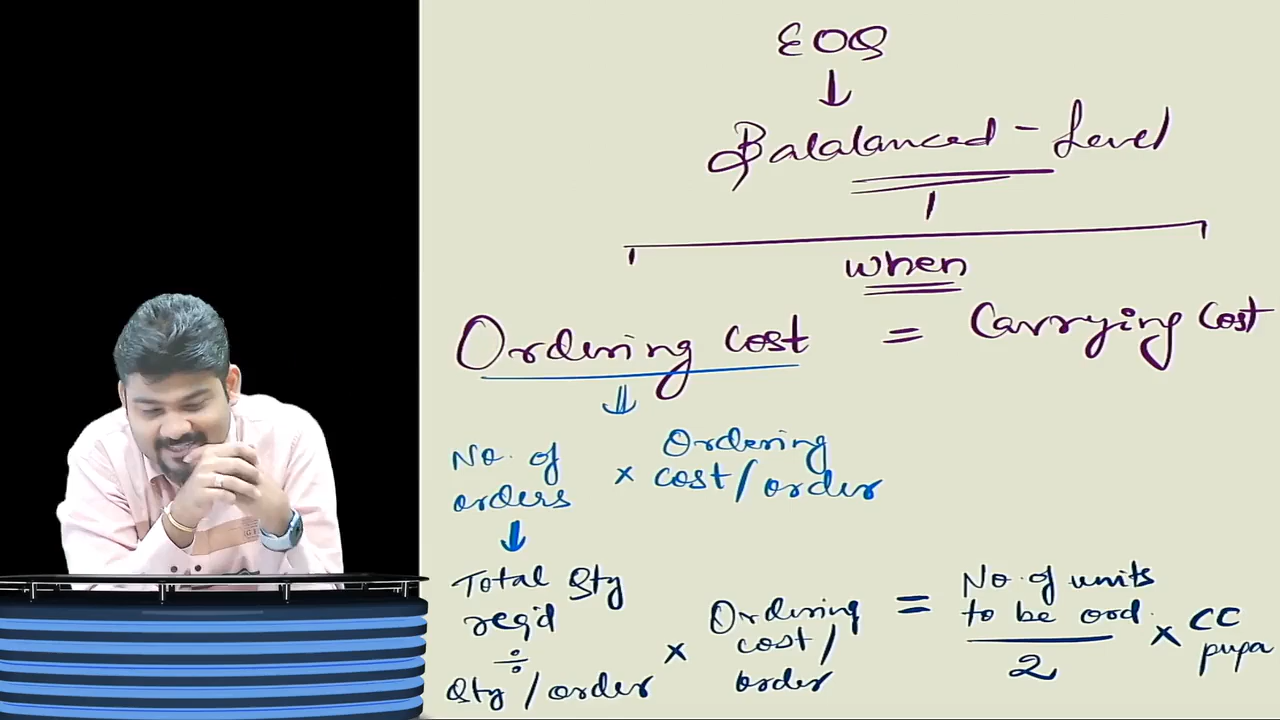 EOQ
↓
Balalanced - Level
when
Ordering cost = Carrying Cost
↓
No. of orders × Ordering cost/order
↓
Total Qty
req'd
÷
Qty/order × Ordering cost/order = No. of units to be ord. / 2 × CC pupa